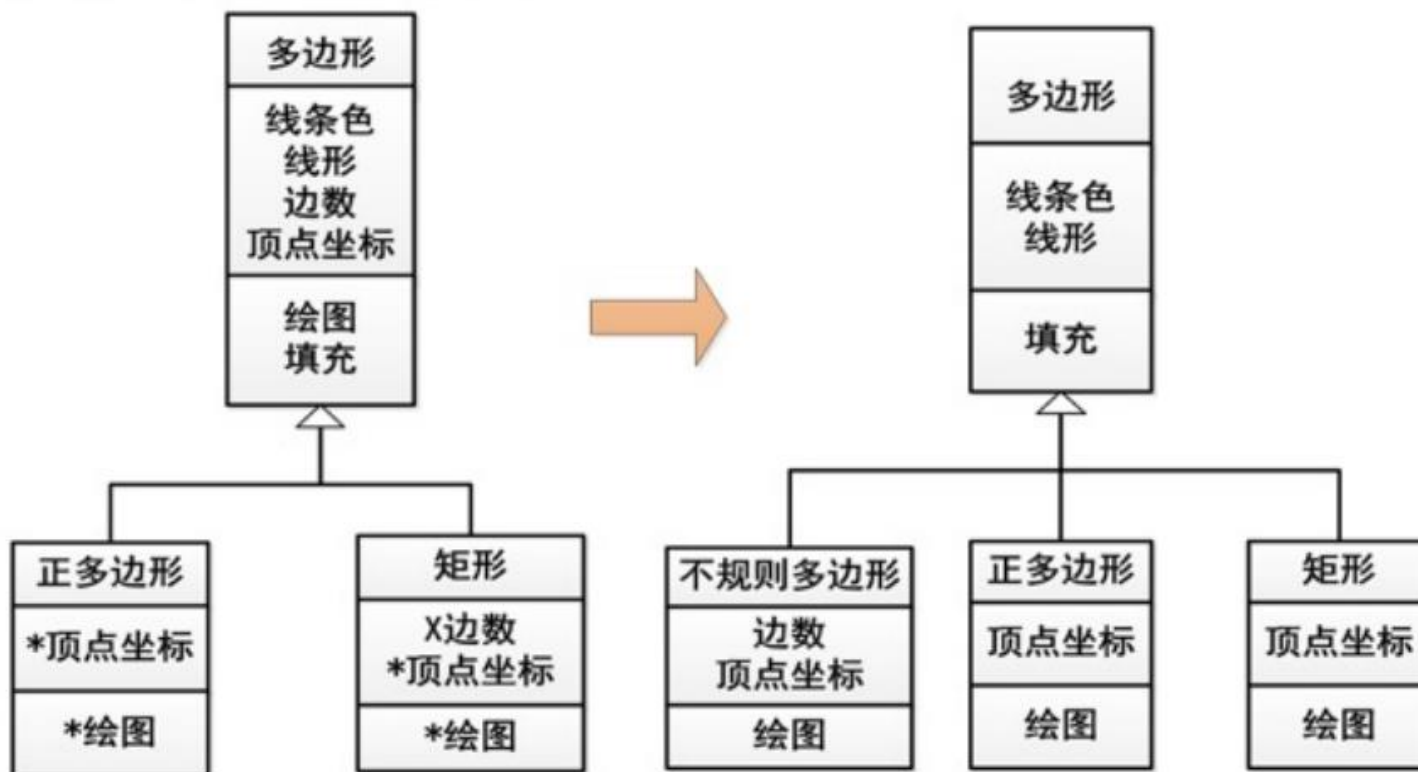 多边形
线条色
线形
边数
顶点坐标
绘图
填充
正多边形
*顶点坐标
*绘图
矩形
X边数
*顶点坐标
*绘图
多边形
线条色
线形
填充
不规则多边形
边数
顶点坐标
绘图
正多边形
顶点坐标
绘图
矩形
顶点坐标
绘图